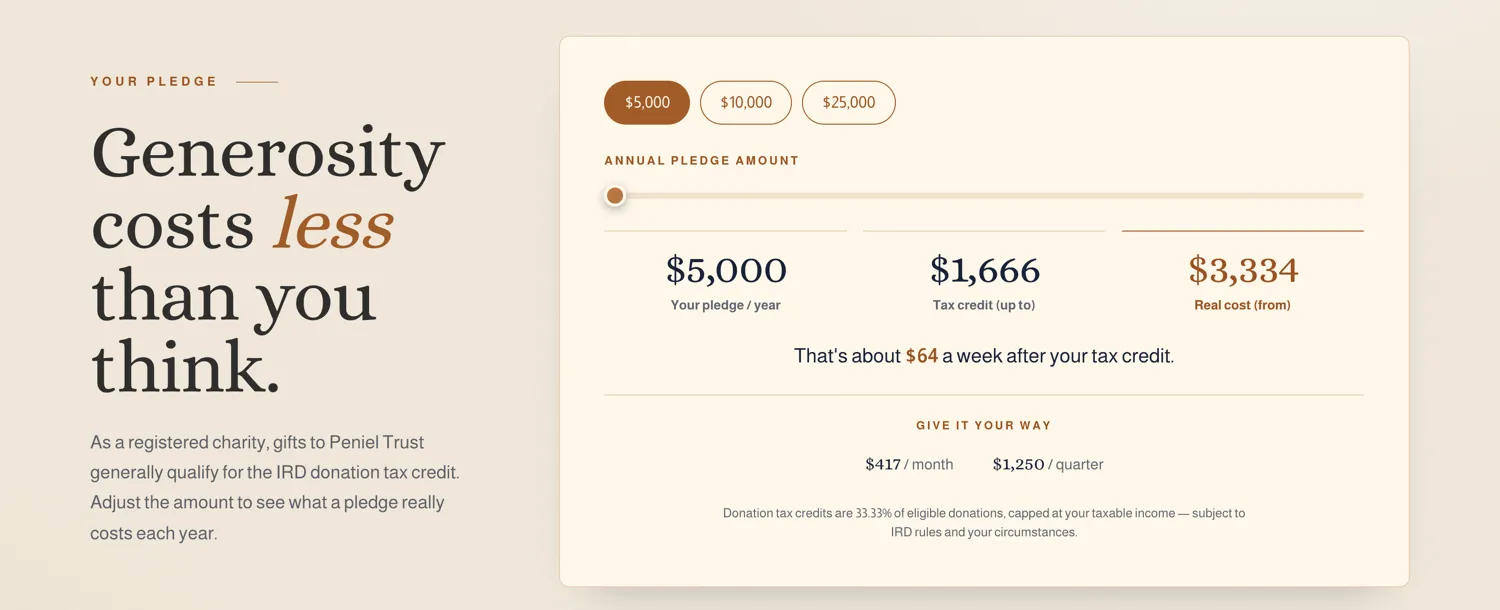 YOUR PLEDGE
Generosity
costs less
than you
think.
As a registered charity, gifts to Peniel Trust
generally qualify for the IRD donation tax credit.
Adjust the amount to see what a pledge really
costs each year.
$5,000 $10,000 $25,000
ANNUAL PLEDGE AMOUNT
$5,000 $1,666 $3,334
Your pledge / year Tax credit (up to) Real cost (from)
That's about $64 a week after your tax credit.
GIVE IT YOUR WAY
$417 / month $1,250 / quarter
Donation tax credits are 33.33% of eligible donations, capped at your taxable income — subject to
IRD rules and your circumstances.